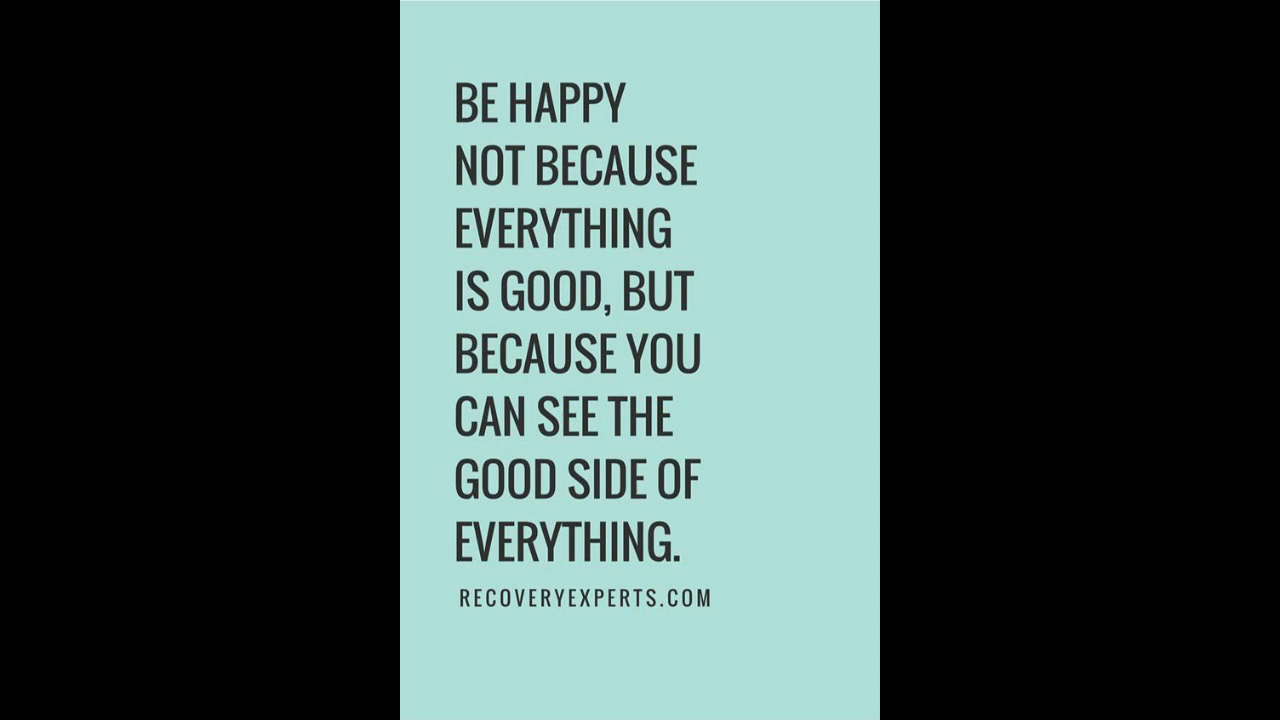 BE HAPPY
NOT BECAUSE
EVERYTHING
IS GOOD, BUT
BECAUSE YOU
CAN SEE THE
GOOD SIDE OF
EVERYTHING.
RECOVERYEXPERTS.COM